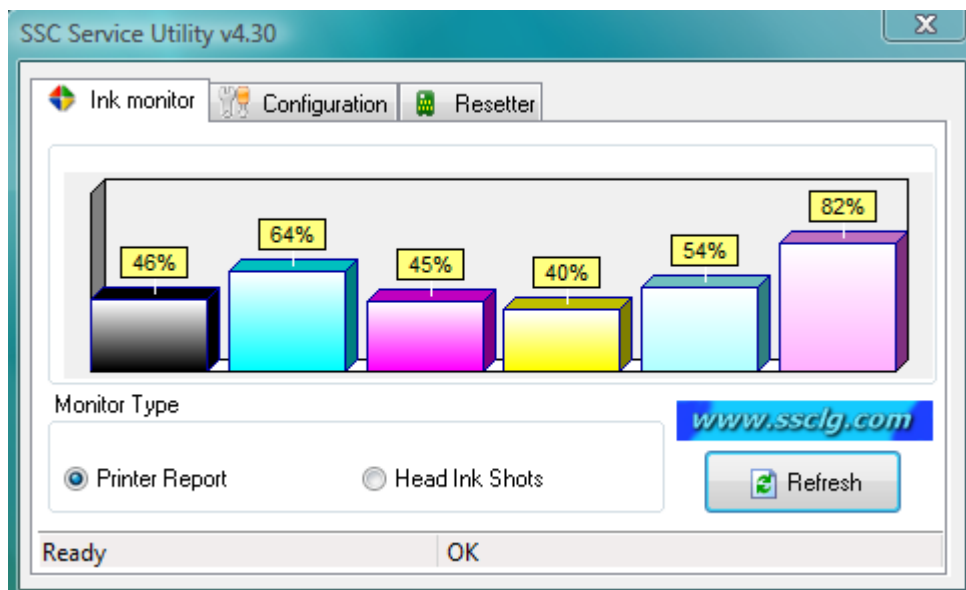 SSC Service Utility v4.30
Ink monitor Configuration Resetter
82%
64%
54%
46%
45%
40%
Monitor Type
www.ssclg.com
Printer Report Head Ink Shots
Refresh
Ready OK